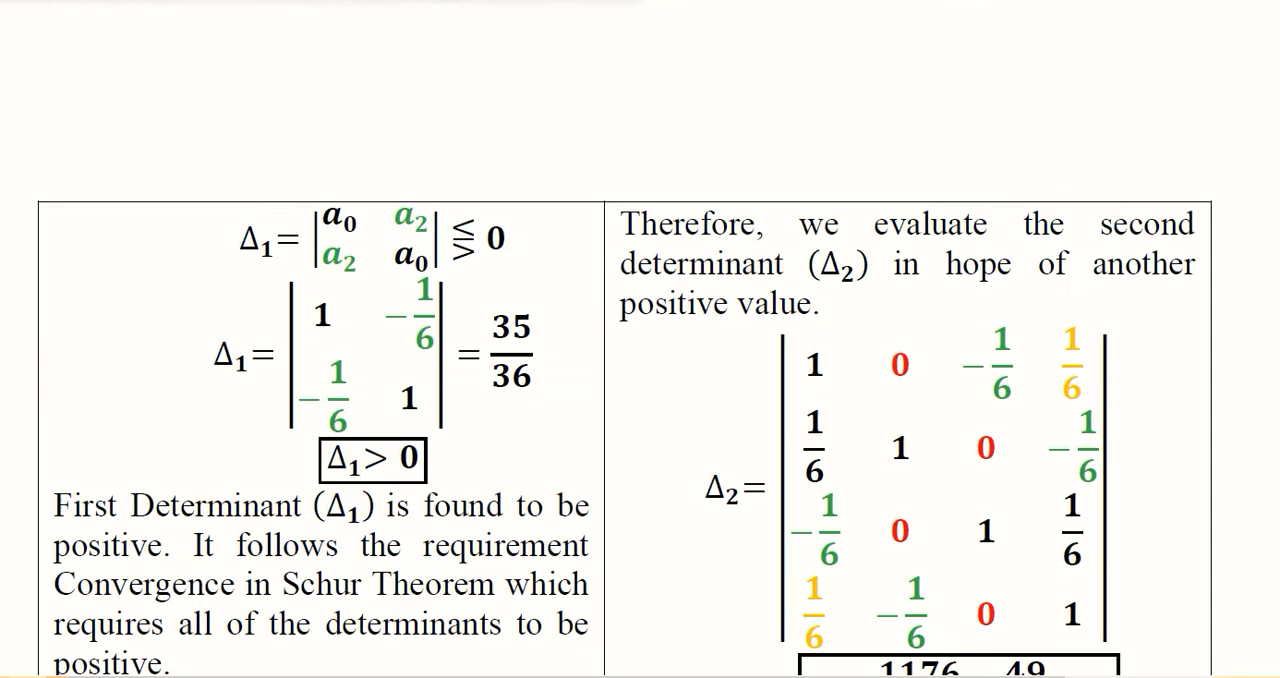 Δ₁= |a₀ a₂| ⋚ 0
|a₂ a₀|
Δ₁= |1 −1/6| = 35/36
|−1/6 1|
Δ₁> 0
First Determinant (Δ₁) is found to be
positive. It follows the requirement
Convergence in Schur Theorem which
requires all of the determinants to be
positive.
Therefore, we evaluate the second
determinant (Δ₂) in hope of another
positive value.
|1 0 −1/6 1/6|
|1/6 1 0 −1/6|
Δ₂=
|−1/6 0 1 1/6|
|1/6 −1/6 0 1|
1176 49